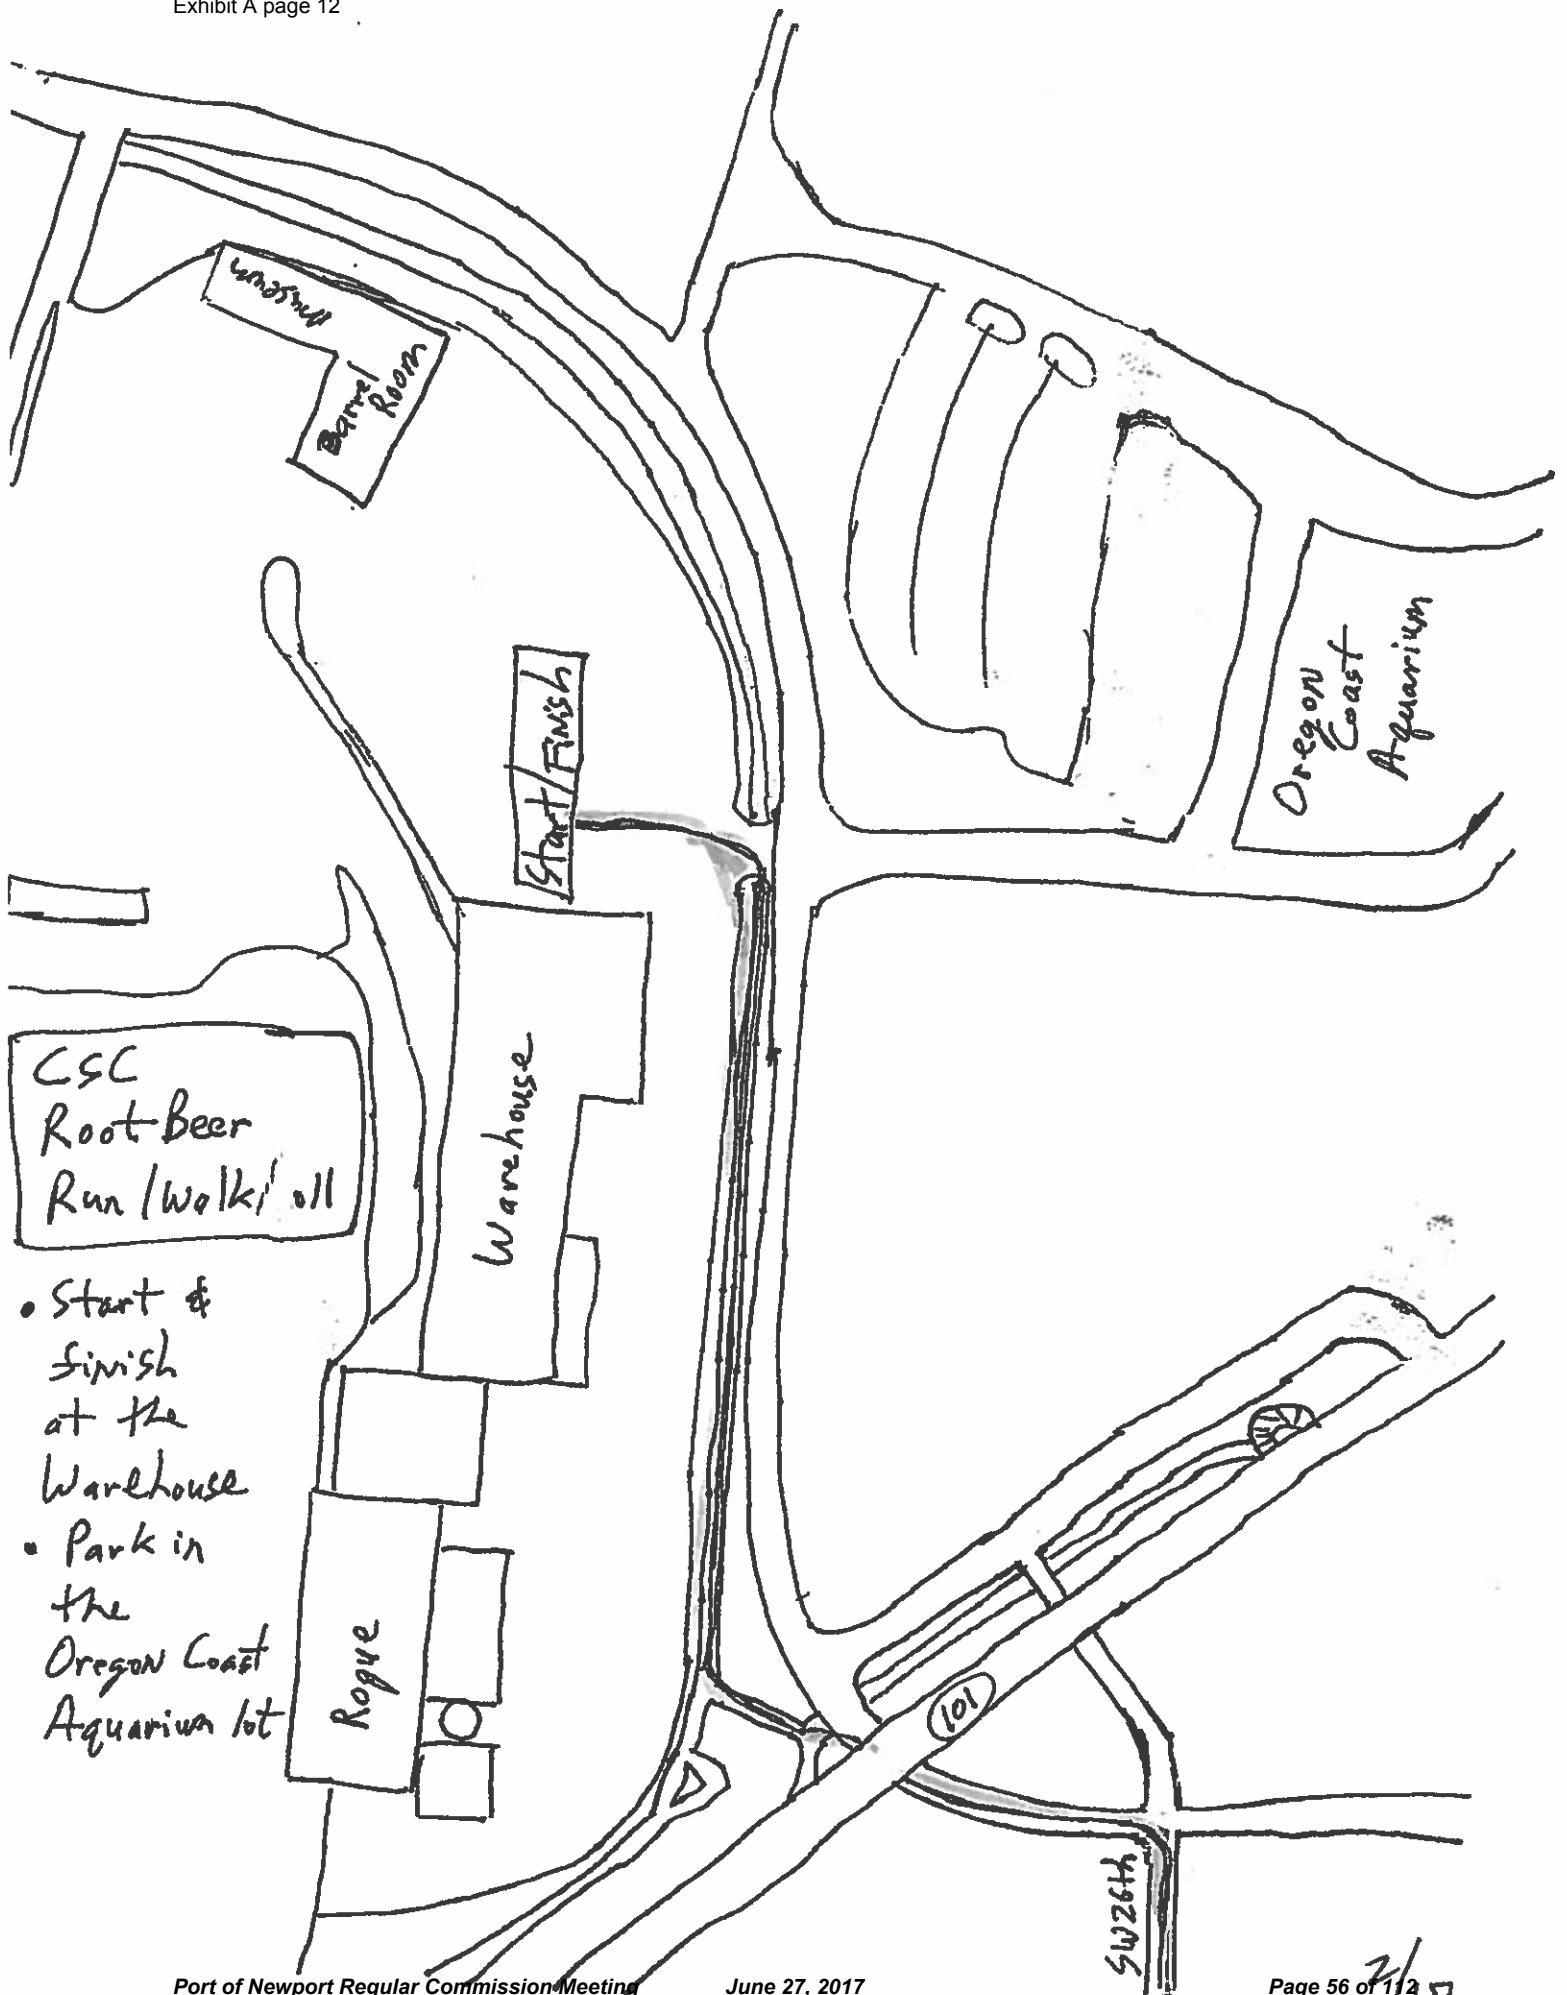 Exhibit A page 12
Museum
Barrel
Room
Start/Finish
Oregon
Coast
Aquarium
Warehouse
CSC
Root Beer
Run/Walk/ oll
• Start &
finish
at the
Warehouse
• Park in
the
Oregon Coast
Aquarium lot
Rogue
101
SW26th
Port of Newport Regular Commission Meeting June 27, 2017 Page 56 of 112